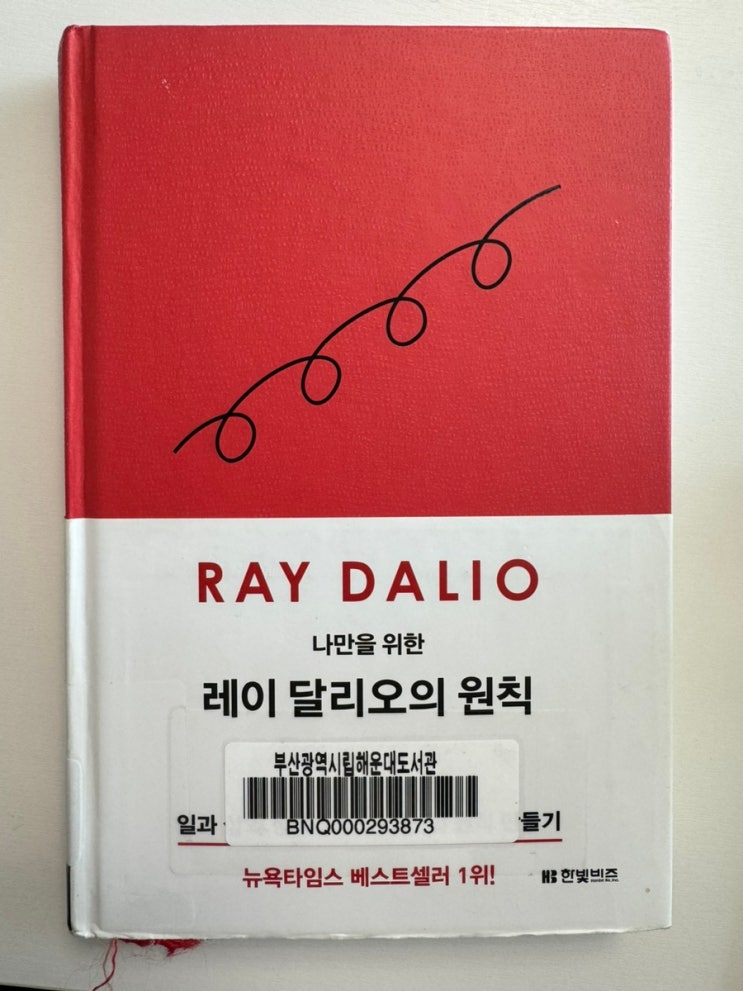 RAY DALIO
나만을 위한
레이 달리오의 원칙
부산광역시립해운대도서관
BNQ000293873
일과 들기
뉴욕타임스 베스트셀러 1위!
HB 한빛비즈